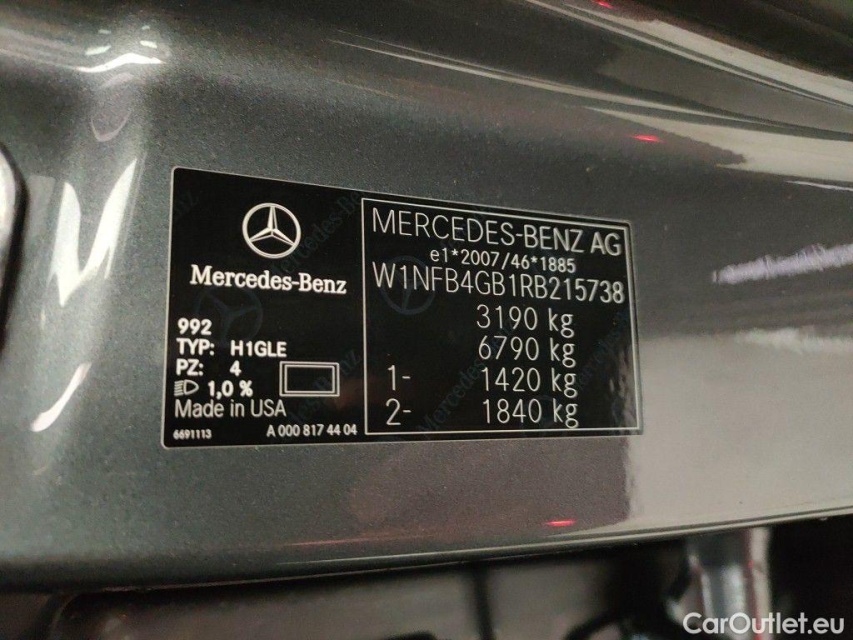 Mercedes-Benz
992
TYP: H1GLE
PZ: 4
1,0 %
Made in USA
6691113 A 000 817 44 04
MERCEDES-BENZ AG
e1*2007/46*1885
W1NFB4GB1RB215738
3190 kg
6790 kg
1- 1420 kg
2- 1840 kg
CarOutlet.eu